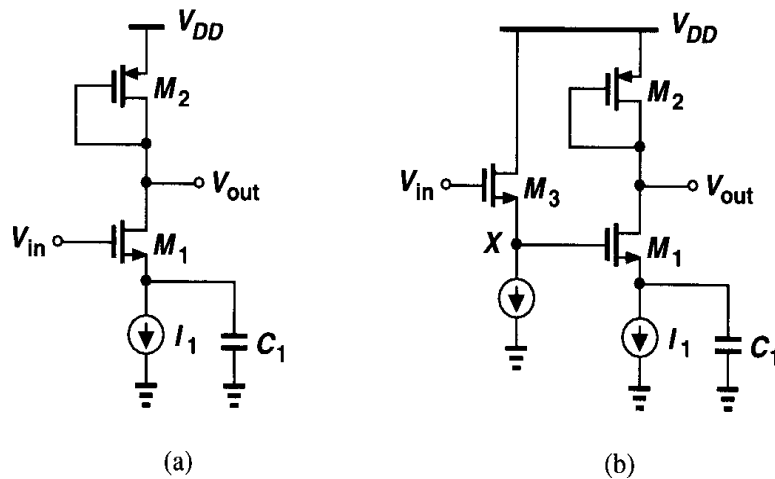 V_DD
M_2
V_out
V_in
M_1
I_1
C_1
(a)
V_DD
M_2
V_in
M_3
V_out
X
M_1
I_1
C_1
(b)